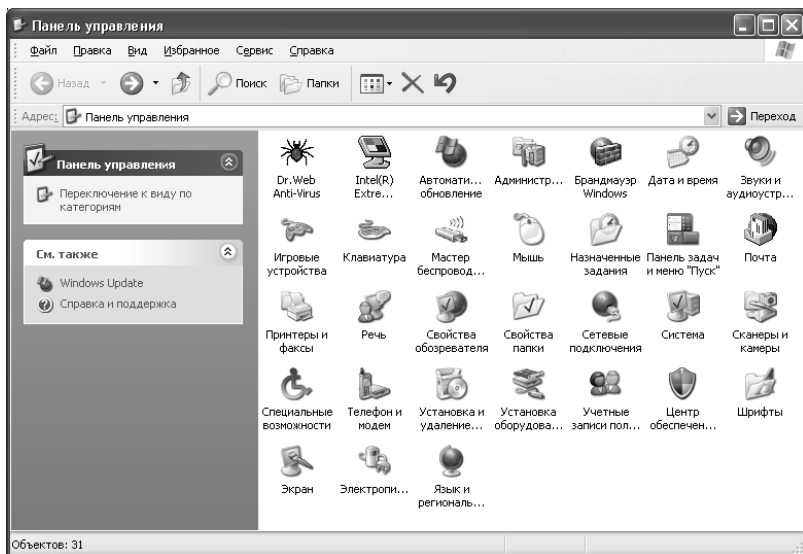 Панель управления
Файл Правка Вид Избранное Сервис Справка
Назад Поиск Папки
Адрес: Панель управления Переход
Панель управления
Переключение к виду по
категориям
См. также
Windows Update
Справка и поддержка
Dr.Web
Anti-Virus
Intel(R)
Extre...
Автомати...
обновление
Администр...
Брандмауэр
Windows
Дата и время
Звуки и
аудиоустр...
Игровые
устройства
Клавиатура
Мастер
беспровод...
Мышь
Назначенные
задания
Панель задач
и меню "Пуск"
Почта
Принтеры и
факсы
Речь
Свойства
обозревателя
Свойства
папки
Сетевые
подключения
Система
Сканеры и
камеры
Специальные
возможности
Телефон и
модем
Установка и
удаление...
Установка
оборудова...
Учетные
записи пол...
Центр
обеспечен...
Шрифты
Экран
Электропи...
Язык и
региональ...
Объектов: 31